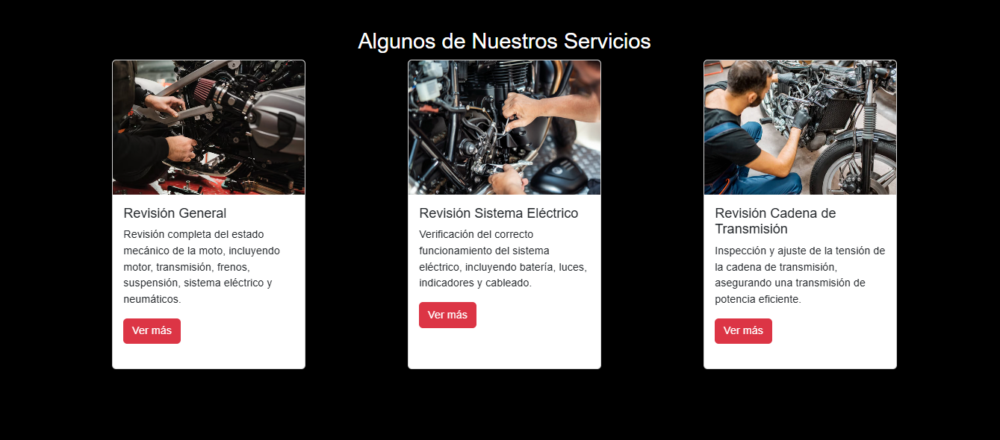 Algunos de Nuestros Servicios
Revisión General
Revisión completa del estado
mecánico de la moto, incluyendo
motor, transmisión, frenos,
suspensión, sistema eléctrico y
neumáticos.
Ver más
Revisión Sistema Eléctrico
Verificación del correcto
funcionamiento del sistema
eléctrico, incluyendo batería, luces,
indicadores y cableado.
Ver más
Revisión Cadena de
Transmisión
Inspección y ajuste de la tensión de
la cadena de transmisión,
asegurando una transmisión de
potencia eficiente.
Ver más